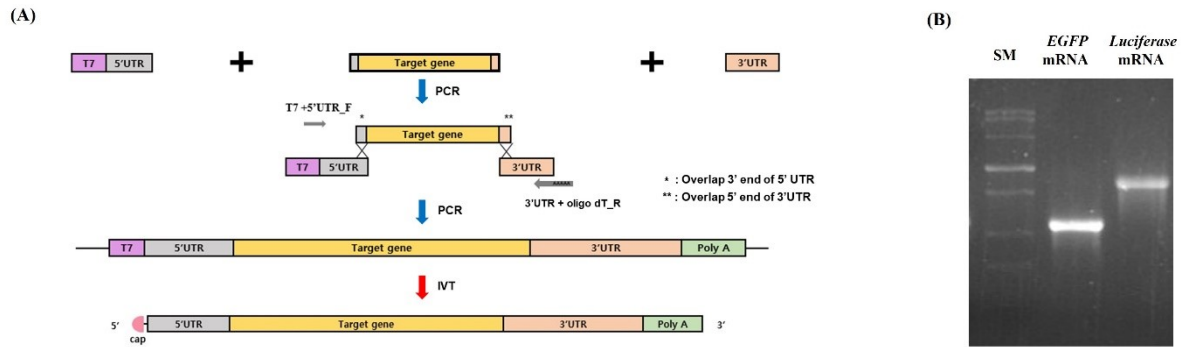 (A)
T7 5'UTR + Target gene + 3'UTR
PCR
T7 +5'UTR_F
* **
Target gene
T7 5'UTR 3'UTR
*****
3'UTR + oligo dT_R
* : Overlap 3' end of 5' UTR
** : Overlap 5' end of 3'UTR
PCR
T7 5'UTR Target gene 3'UTR Poly A
IVT
5' 5'UTR Target gene 3'UTR Poly A 3'
cap
(B)
SM EGFP mRNA Luciferase mRNA